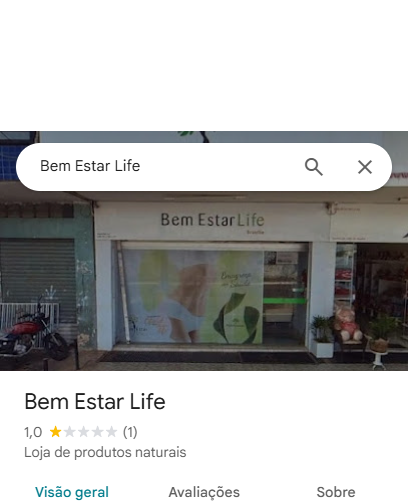 Bem Estar Life
Bem Estar Life
Bem Estar Life
1,0 (1)
Loja de produtos naturais
Visão geral Avaliações Sobre